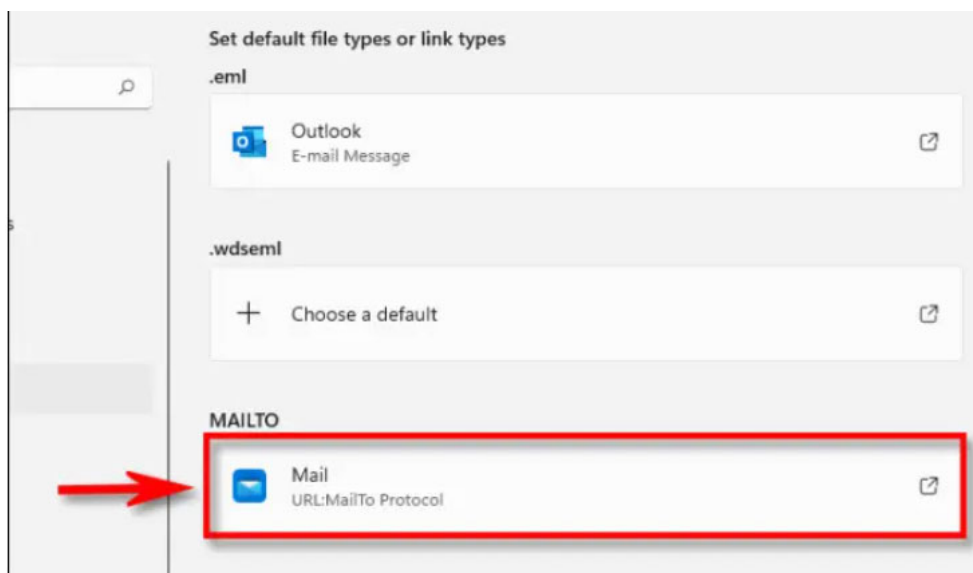 Set default file types or link types
.eml
Outlook
E-mail Message
.wdseml
Choose a default
MAILTO
Mail
URL:MailTo Protocol